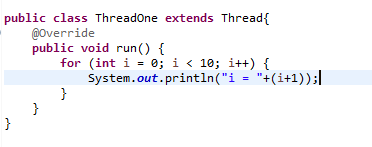 public class ThreadOne extends Thread{
    @Override
    public void run() {
        for (int i = 0; i < 10; i++) {
            System.out.println("i = "+(i+1));
        }
    }
}